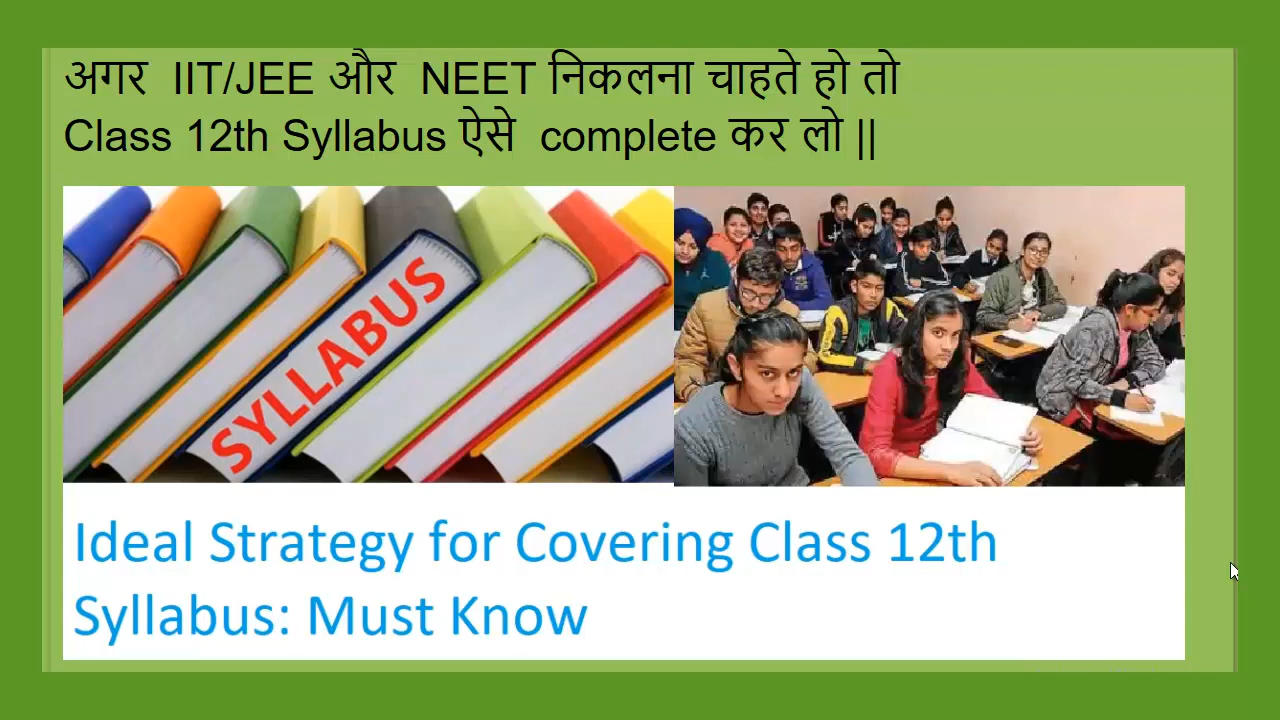 अगर IIT/JEE और NEET निकलना चाहते हो तो
Class 12th Syllabus ऐसे complete कर लो ||
SYLLABUS
Ideal Strategy for Covering Class 12th
Syllabus: Must Know